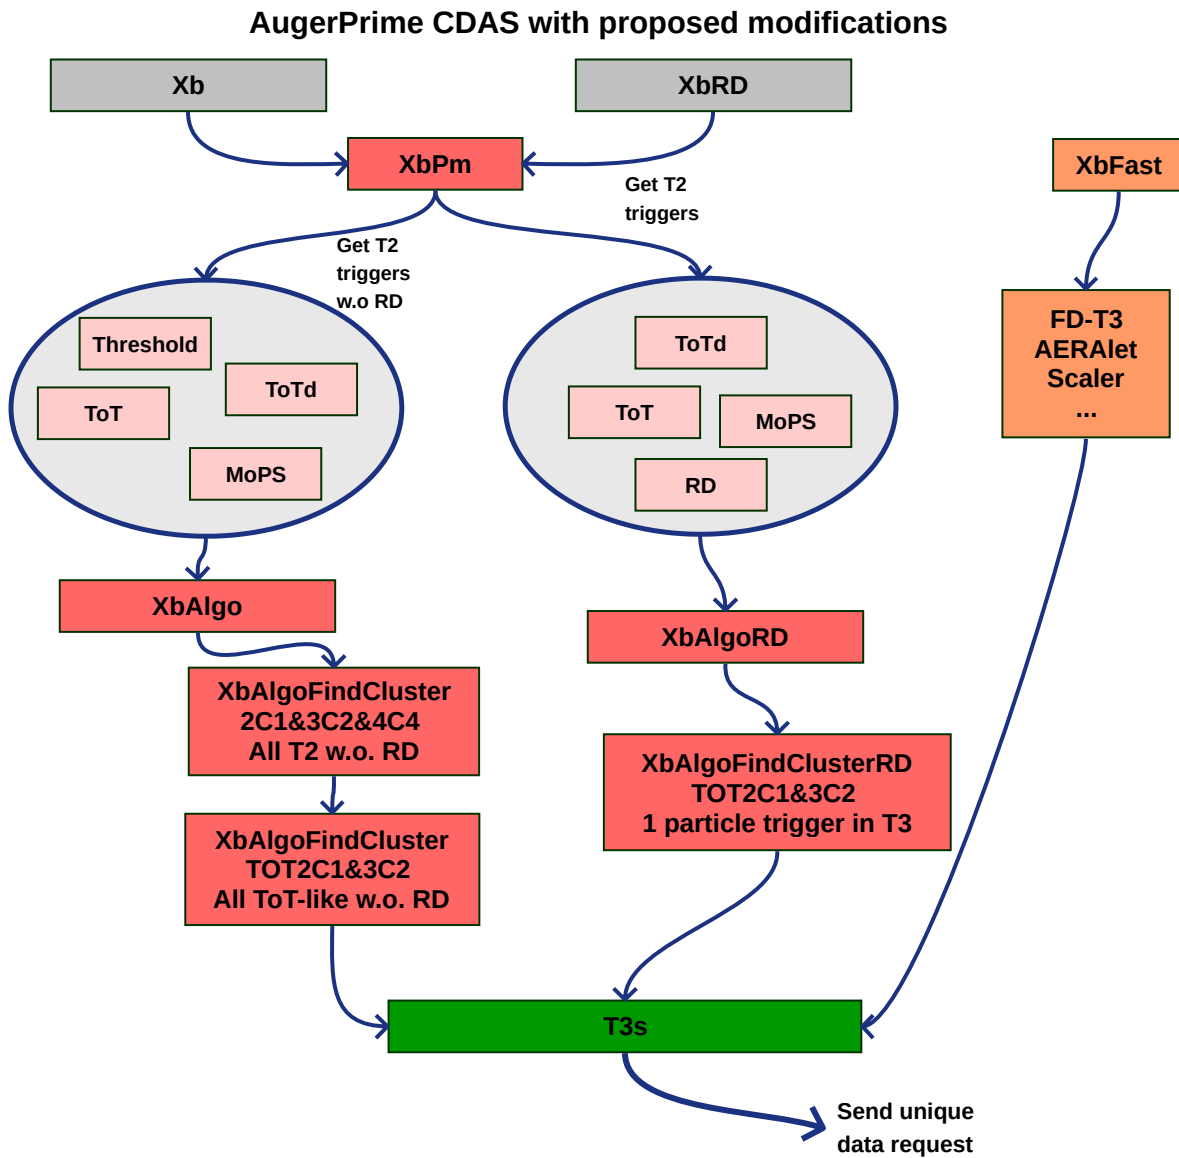 AugerPrime CDAS with proposed modifications
Xb
XbRD
XbPm
XbFast
Get T2
triggers
Get T2
triggers
w.o RD
Threshold
ToTd
ToT
MoPS
ToTd
ToT
MoPS
RD
FD-T3
AERAlet
Scaler
...
XbAlgo
XbAlgoRD
XbAlgoFindCluster
2C1&3C2&4C4
All T2 w.o. RD
XbAlgoFindClusterRD
TOT2C1&3C2
1 particle trigger in T3
XbAlgoFindCluster
TOT2C1&3C2
All ToT-like w.o. RD
T3s
Send unique
data request